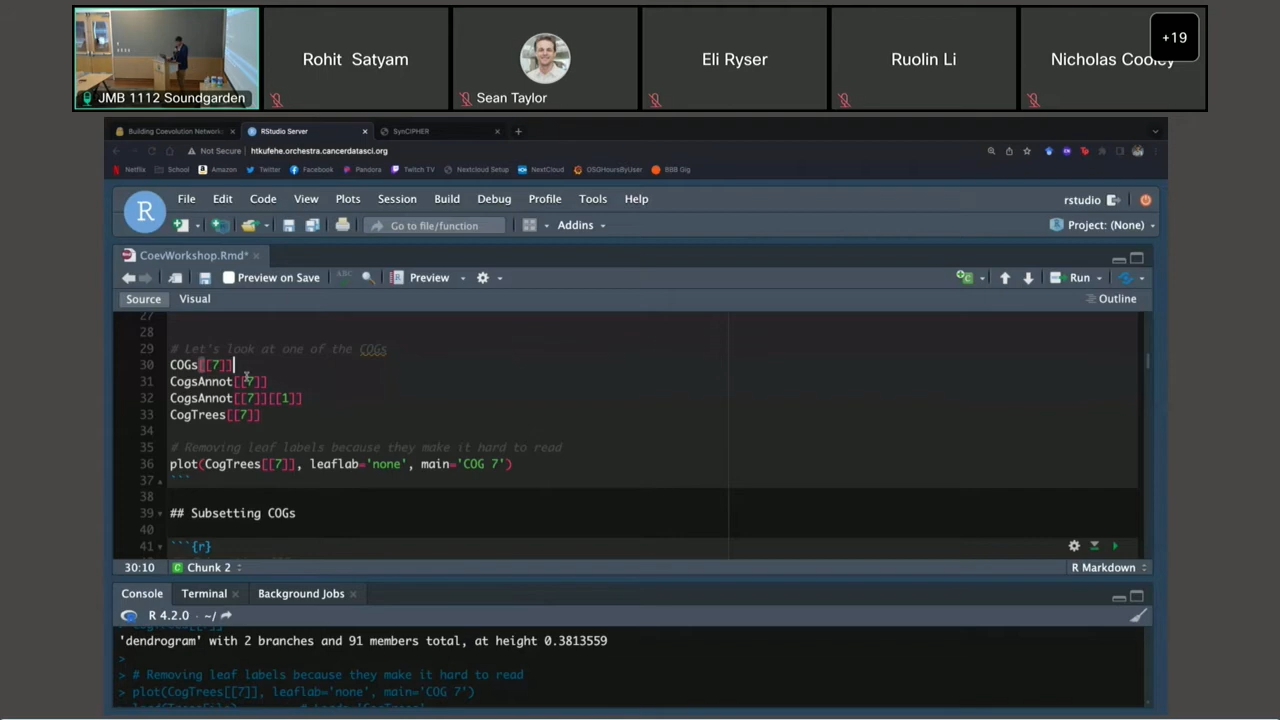 JMB 1112 Soundgarden
Rohit Satyam
Sean Taylor
Eli Ryser
Ruolin Li
Nicholas Cooley
+19
Building Coevolution Network
RStudio Server
SynCIPHER
Not Secure
htkufehe.orchestra.cancerdatasci.org
Netflix School Amazon Twitter Facebook Pandora Twitch TV Nextcloud Setup NextCloud OSGHoursByUser BBB Gig
R File Edit Code View Plots Session Build Debug Profile Tools Help rstudio
Go to file/function Addins Project: (None)
CoevWorkshop.Rmd*
Preview on Save ABC Preview Run
Source Visual Outline
27
28
29 # Let's look at one of the COGs
30 COGs[[7]]
31 CogsAnnot[[7]]
32 CogsAnnot[[7]][[1]]
33 CogTrees[[7]]
34
35 # Removing leaf labels because they make it hard to read
36 plot(CogTrees[[7]], leaflab='none', main='COG 7')
37 ```
38
39 ## Subsetting COGs
40
41 ```{r}
30:10 C Chunk 2 R Markdown
Console Terminal Background Jobs
R 4.2.0 · ~/
'dendrogram' with 2 branches and 91 members total, at height 0.3813559
>
> # Removing leaf labels because they make it hard to read
> plot(CogTrees[[7]], leaflab='none', main='COG 7')